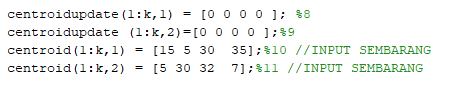 centroidupdate(1:k,1) = [0 0 0 0 ]; %8
centroidupdate (1:k,2)=[0 0 0 0 ];%9
centroid(1:k,1) = [15 5 30  35];%10 //INPUT SEMBARANG
centroid(1:k,2) = [5 30 32  7];%11 //INPUT SEMBARANG